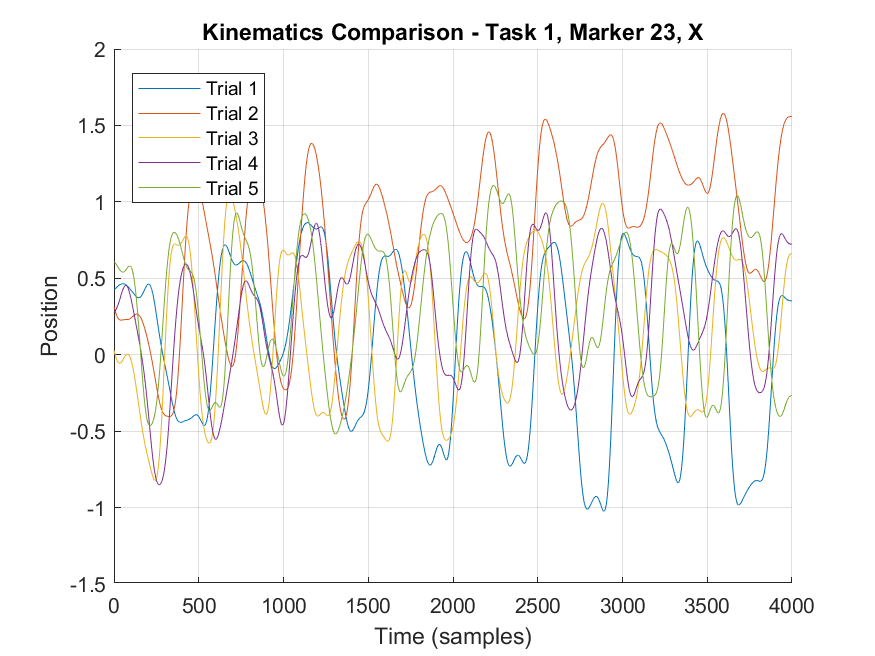 Kinematics Comparison - Task 1, Marker 23, X
2
1.5
1
0.5
0
-0.5
-1
-1.5
Position
Trial 1
Trial 2
Trial 3
Trial 4
Trial 5
0 500 1000 1500 2000 2500 3000 3500 4000
Time (samples)